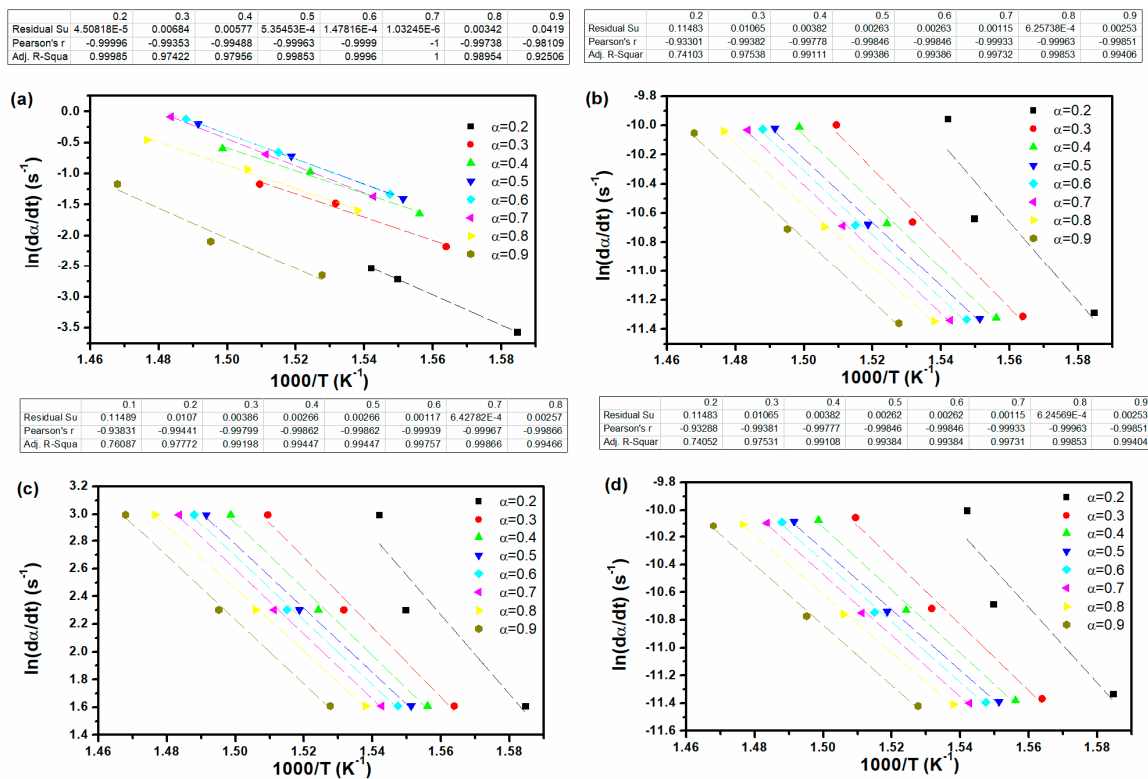 0.2 0.3 0.4 0.5 0.6 0.7 0.8 0.9
Residual Su 4.50818E-5 0.00684 0.00577 5.35453E-4 1.47816E-4 1.03245E-6 0.00342 0.0419
Pearson's r -0.99996 -0.99353 -0.99488 -0.99963 -0.9999 -1 -0.99738 -0.98109
Adj. R-Squa 0.99985 0.97422 0.97956 0.99853 0.9996 1 0.98954 0.92506
0.2 0.3 0.4 0.5 0.6 0.7 0.8 0.9
Residual Su 0.11483 0.01065 0.00382 0.00263 0.00263 0.00115 6.25738E-4 0.00253
Pearson's r -0.93301 -0.99382 -0.99778 -0.99846 -0.99846 -0.99933 -0.99963 -0.99851
Adj. R-Squar 0.74103 0.97538 0.99111 0.99386 0.99386 0.99732 0.99853 0.99406
(a)
ln(dα/dt) (s⁻¹)
0.0
-0.5
-1.0
-1.5
-2.0
-2.5
-3.0
-3.5
α=0.2
α=0.3
α=0.4
α=0.5
α=0.6
α=0.7
α=0.8
α=0.9
1.46 1.48 1.50 1.52 1.54 1.56 1.58
1000/T (K⁻¹)
(b)
ln(dα/dt) (s⁻¹)
-9.8
-10.2
-10.6
-11.0
-11.4
α=0.2
α=0.3
α=0.4
α=0.5
α=0.6
α=0.7
α=0.8
α=0.9
1.46 1.48 1.50 1.52 1.54 1.56 1.58
1000/T (K⁻¹)
0.1 0.2 0.3 0.4 0.5 0.6 0.7 0.8
Residual Su 0.11489 0.0107 0.00386 0.00266 0.00266 0.00117 6.42782E-4 0.00257
Pearson's r -0.93831 -0.99441 -0.99799 -0.99862 -0.99862 -0.99939 -0.99967 -0.99866
Adj. R-Squa 0.76087 0.97772 0.99198 0.99447 0.99447 0.99757 0.99866 0.99466
0.2 0.3 0.4 0.5 0.6 0.7 0.8 0.9
Residual Su 0.11483 0.01065 0.00382 0.00262 0.00262 0.00115 6.24569E-4 0.00253
Pearson's r -0.93288 -0.99381 -0.99777 -0.99846 -0.99846 -0.99933 -0.99963 -0.99851
Adj. R-Squar 0.74052 0.97531 0.99108 0.99384 0.99384 0.99731 0.99853 0.99404
(c)
ln(dα/dt) (s⁻¹)
3.2
3.0
2.8
2.6
2.4
2.2
2.0
1.8
1.6
1.4
α=0.2
α=0.3
α=0.4
α=0.5
α=0.6
α=0.7
α=0.8
α=0.9
1.46 1.48 1.50 1.52 1.54 1.56 1.58
1000/T (K⁻¹)
(d)
ln(dα/dt) (s⁻¹)
-9.8
-10.0
-10.2
-10.4
-10.6
-10.8
-11.0
-11.2
-11.4
-11.6
α=0.2
α=0.3
α=0.4
α=0.5
α=0.6
α=0.7
α=0.8
α=0.9
1.46 1.48 1.50 1.52 1.54 1.56 1.58
1000/T (K⁻¹)